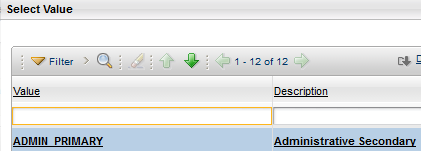 Select Value
Filter 1 - 12 of 12
Value Description
ADMIN_PRIMARY Administrative Secondary